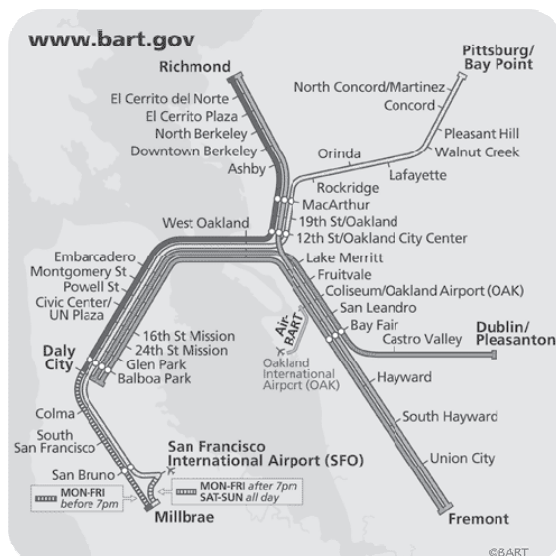 www.bart.gov
Richmond
El Cerrito del Norte
El Cerrito Plaza
North Berkeley
Downtown Berkeley
Ashby
Pittsburg/
Bay Point
North Concord/Martinez
Concord
Pleasant Hill
Walnut Creek
Lafayette
Orinda
Rockridge
MacArthur
19th St/Oakland
12th St/Oakland City Center
West Oakland
Embarcadero
Montgomery St
Powell St
Civic Center/
UN Plaza
16th St Mission
24th St Mission
Glen Park
Balboa Park
Daly
City
Lake Merritt
Fruitvale
Coliseum/Oakland Airport (OAK)
San Leandro
Bay Fair
Castro Valley
Dublin/
Pleasanton
Air-
BART
Oakland
International
Airport (OAK)
Hayward
South Hayward
Union City
Fremont
Colma
South
San Francisco
San Bruno
San Francisco
International Airport (SFO)
MON-FRI
before 7pm
MON-FRI after 7pm
SAT-SUN all day
Millbrae
©BART